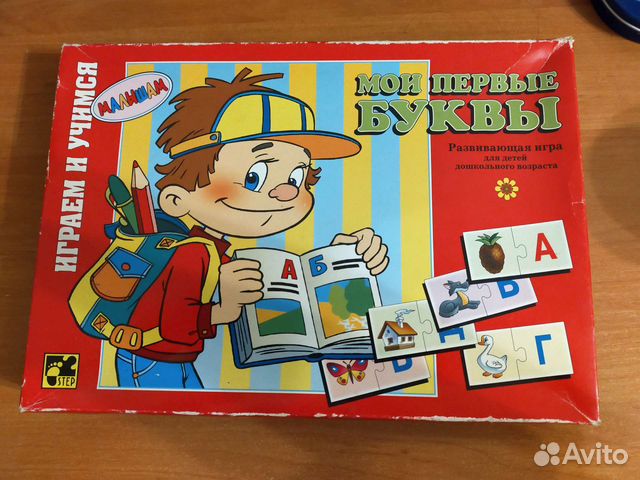 ИГРАЕМ И УЧИМСЯ
МАЛЫШАМ
МОИ ПЕРВЫЕ
БУКВЫ
Развивающая игра
для детей
дошкольного возраста
А Б
А
Б
Д
В
Г
STEP
Avito